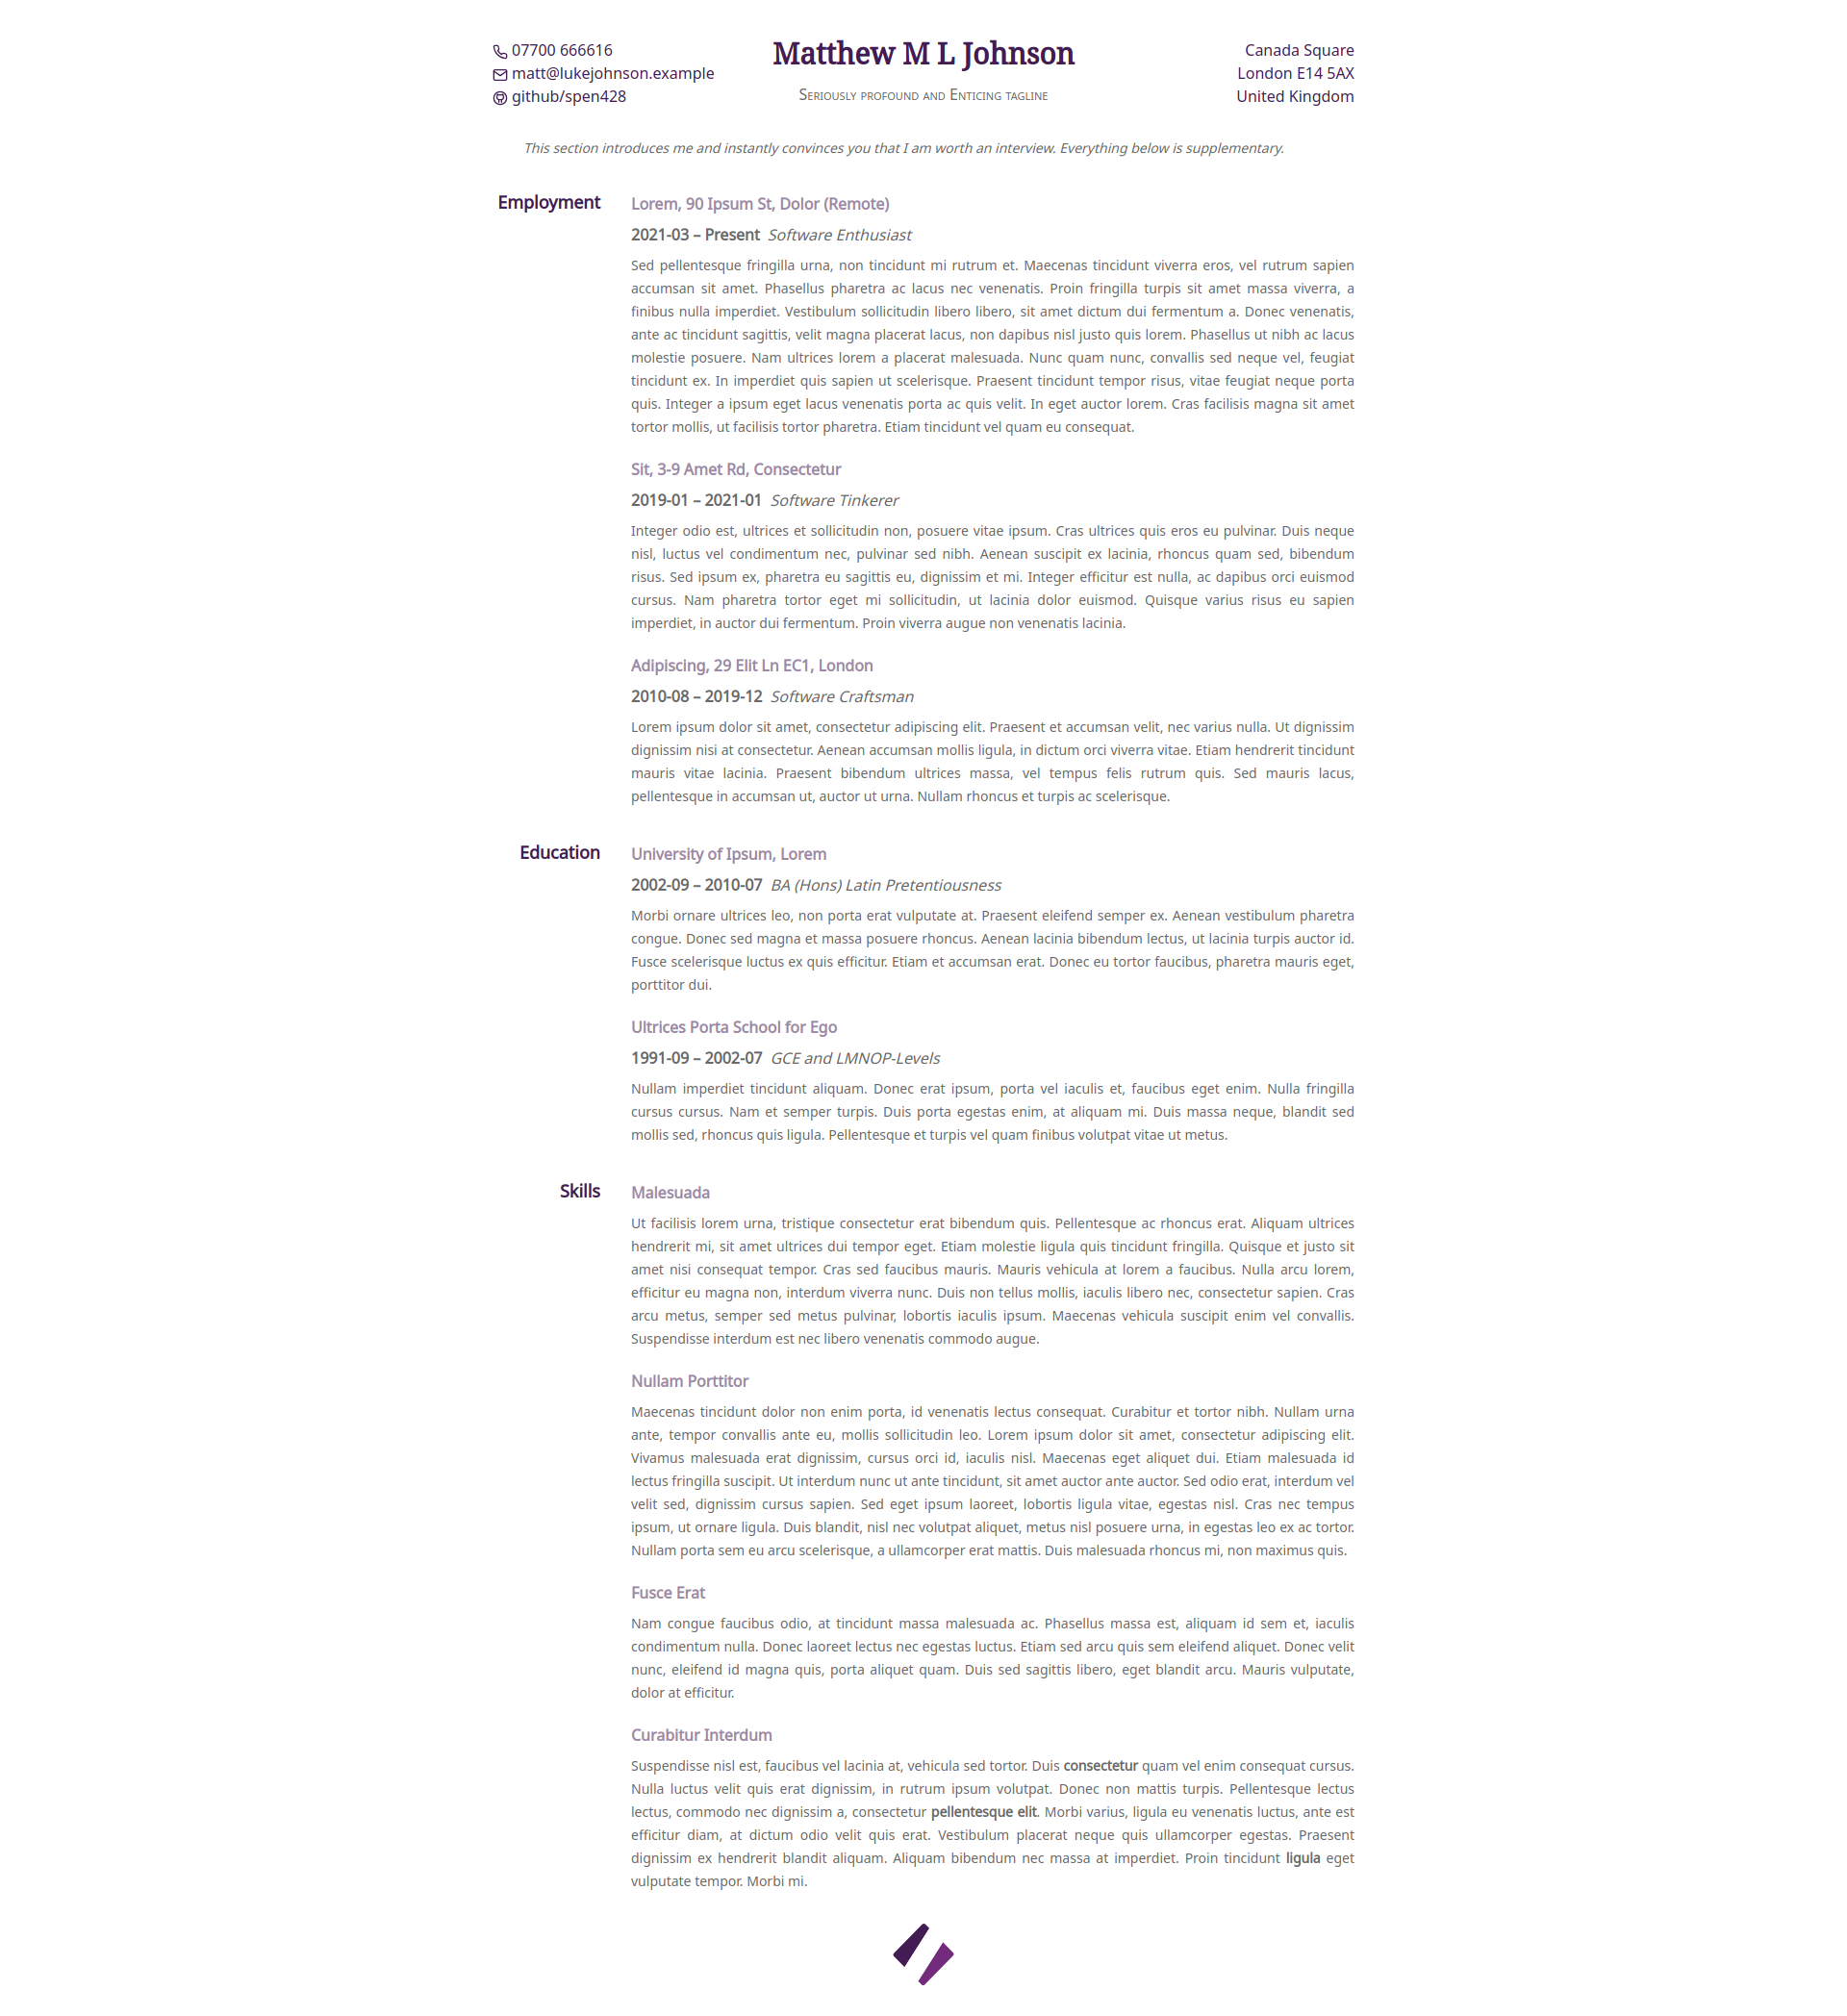 07700 666616
matt@lukejohnson.example
github/spen428
Matthew M L Johnson
Seriously profound and Enticing tagline
Canada Square
London E14 5AX
United Kingdom
This section introduces me and instantly convinces you that I am worth an interview. Everything below is supplementary.
Employment
Lorem, 90 Ipsum St, Dolor (Remote)
2021-03 – Present Software Enthusiast
Sed pellentesque fringilla urna, non tincidunt mi rutrum et. Maecenas tincidunt viverra eros, vel rutrum sapien
accumsan sit amet. Phasellus pharetra ac lacus nec venenatis. Proin fringilla turpis sit amet massa viverra, a
finibus nulla imperdiet. Vestibulum sollicitudin libero libero, sit amet dictum dui fermentum a. Donec venenatis,
ante ac tincidunt sagittis, velit magna placerat lacus, non dapibus nisl justo quis lorem. Phasellus ut nibh ac lacus
molestie posuere. Nam ultrices lorem a placerat malesuada. Nunc quam nunc, convallis sed neque vel, feugiat
tincidunt ex. In imperdiet quis sapien ut scelerisque. Praesent tincidunt tempor risus, vitae feugiat neque porta
quis. Integer a ipsum eget lacus venenatis porta ac quis velit. In eget auctor lorem. Cras facilisis magna sit amet
tortor mollis, ut facilisis tortor pharetra. Etiam tincidunt vel quam eu consequat.
Sit, 3-9 Amet Rd, Consectetur
2019-01 – 2021-01 Software Tinkerer
Integer odio est, ultrices et sollicitudin non, posuere vitae ipsum. Cras ultrices quis eros eu pulvinar. Duis neque
nisl, luctus vel condimentum nec, pulvinar sed nibh. Aenean suscipit ex lacinia, rhoncus quam sed, bibendum
risus. Sed ipsum ex, pharetra eu sagittis eu, dignissim et mi. Integer efficitur est nulla, ac dapibus orci euismod
cursus. Nam pharetra tortor eget mi sollicitudin, ut lacinia dolor euismod. Quisque varius risus eu sapien
imperdiet, in auctor dui fermentum. Proin viverra augue non venenatis lacinia.
Adipiscing, 29 Elit Ln EC1, London
2010-08 – 2019-12 Software Craftsman
Lorem ipsum dolor sit amet, consectetur adipiscing elit. Praesent et accumsan velit, nec varius nulla. Ut dignissim
dignissim nisi at consectetur. Aenean accumsan mollis ligula, in dictum orci viverra vitae. Etiam hendrerit tincidunt
mauris vitae lacinia. Praesent bibendum ultrices massa, vel tempus felis rutrum quis. Sed mauris lacus,
pellentesque in accumsan ut, auctor ut urna. Nullam rhoncus et turpis ac scelerisque.
Education
University of Ipsum, Lorem
2002-09 – 2010-07 BA (Hons) Latin Pretentiousness
Morbi ornare ultrices leo, non porta erat vulputate at. Praesent eleifend semper ex. Aenean vestibulum pharetra
congue. Donec sed magna et massa posuere rhoncus. Aenean lacinia bibendum lectus, ut lacinia turpis auctor id.
Fusce scelerisque luctus ex quis efficitur. Etiam et accumsan erat. Donec eu tortor faucibus, pharetra mauris eget,
porttitor dui.
Ultrices Porta School for Ego
1991-09 – 2002-07 GCE and LMNOP-Levels
Nullam imperdiet tincidunt aliquam. Donec erat ipsum, porta vel iaculis et, faucibus eget enim. Nulla fringilla
cursus cursus. Nam et semper turpis. Duis porta egestas enim, at aliquam mi. Duis massa neque, blandit sed
mollis sed, rhoncus quis ligula. Pellentesque et turpis vel quam finibus volutpat vitae ut metus.
Skills
Malesuada
Ut facilisis lorem urna, tristique consectetur erat bibendum quis. Pellentesque ac rhoncus erat. Aliquam ultrices
hendrerit mi, sit amet ultrices dui tempor eget. Etiam molestie ligula quis tincidunt fringilla. Quisque et justo sit
amet nisi consequat tempor. Cras sed faucibus mauris. Mauris vehicula at lorem a faucibus. Nulla arcu lorem,
efficitur eu magna non, interdum viverra nunc. Duis non tellus mollis, iaculis libero nec, consectetur sapien. Cras
arcu metus, semper sed metus pulvinar, lobortis iaculis ipsum. Maecenas vehicula suscipit enim vel convallis.
Suspendisse interdum est nec libero venenatis commodo augue.
Nullam Porttitor
Maecenas tincidunt dolor non enim porta, id venenatis lectus consequat. Curabitur et tortor nibh. Nullam urna
ante, tempor convallis ante eu, mollis sollicitudin leo. Lorem ipsum dolor sit amet, consectetur adipiscing elit.
Vivamus malesuada erat dignissim, cursus orci id, iaculis nisl. Maecenas eget aliquet dui. Etiam malesuada id
lectus fringilla suscipit. Ut interdum nunc ut ante tincidunt, sit amet auctor ante auctor. Sed odio erat, interdum vel
velit sed, dignissim cursus sapien. Sed eget ipsum laoreet, lobortis ligula vitae, egestas nisl. Cras nec tempus
ipsum, ut ornare ligula. Duis blandit, nisl nec volutpat aliquet, metus nisl posuere urna, in egestas leo ex ac tortor.
Nullam porta sem eu arcu scelerisque, a ullamcorper erat mattis. Duis malesuada rhoncus mi, non maximus quis.
Fusce Erat
Nam congue faucibus odio, at tincidunt massa malesuada ac. Phasellus massa est, aliquam id sem et, iaculis
condimentum nulla. Donec laoreet lectus nec egestas luctus. Etiam sed arcu quis sem eleifend aliquet. Donec velit
nunc, eleifend id magna quis, porta aliquet quam. Duis sed sagittis libero, eget blandit arcu. Mauris vulputate,
dolor at efficitur.
Curabitur Interdum
Suspendisse nisl est, faucibus vel lacinia at, vehicula sed tortor. Duis consectetur quam vel enim consequat cursus.
Nulla luctus velit quis erat dignissim, in rutrum ipsum volutpat. Donec non mattis turpis. Pellentesque lectus
lectus, commodo nec dignissim a, consectetur pellentesque elit. Morbi varius, ligula eu venenatis luctus, ante est
efficitur diam, at dictum odio velit quis erat. Vestibulum placerat neque quis ullamcorper egestas. Praesent
dignissim ex hendrerit blandit aliquam. Aliquam bibendum nec massa at imperdiet. Proin tincidunt ligula eget
vulputate tempor. Morbi mi.